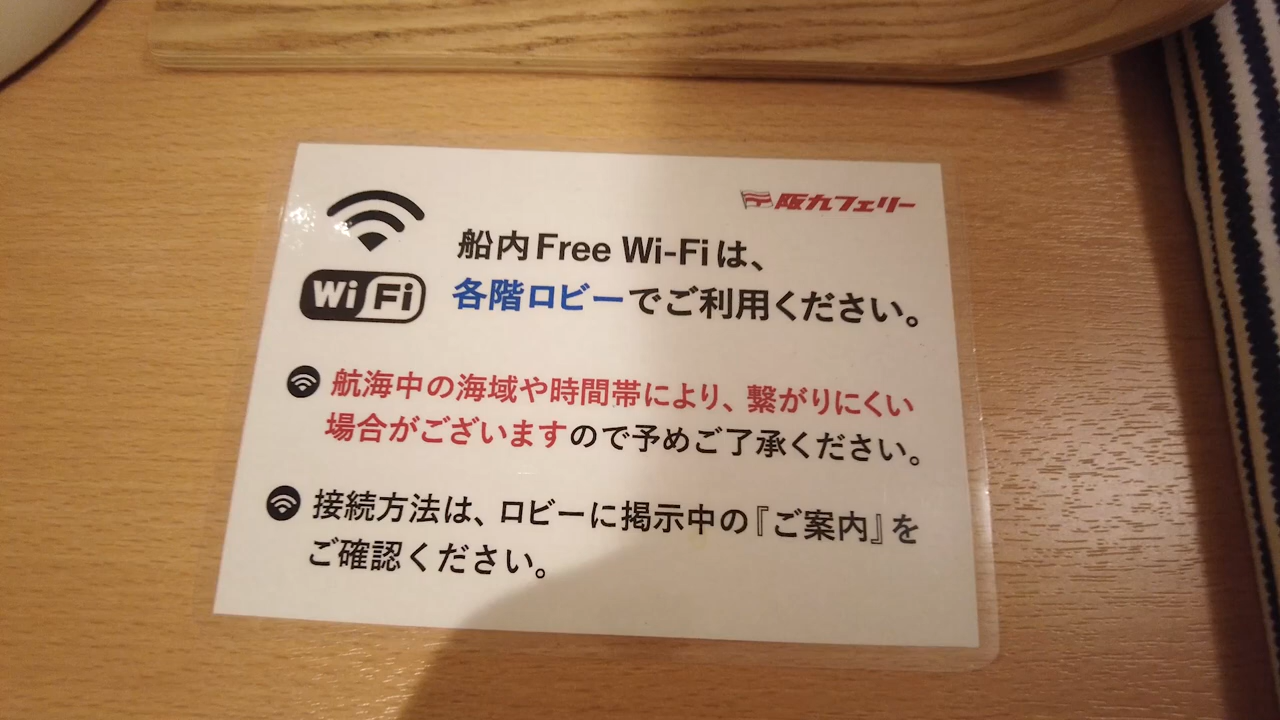 阪九フェリー
Wi Fi
船内Free Wi-Fiは、
各階ロビーでご利用ください。
航海中の海域や時間帯により、繋がりにくい
場合がございますので予めご了承ください。
接続方法は、ロビーに掲示中の『ご案内』を
ご確認ください。